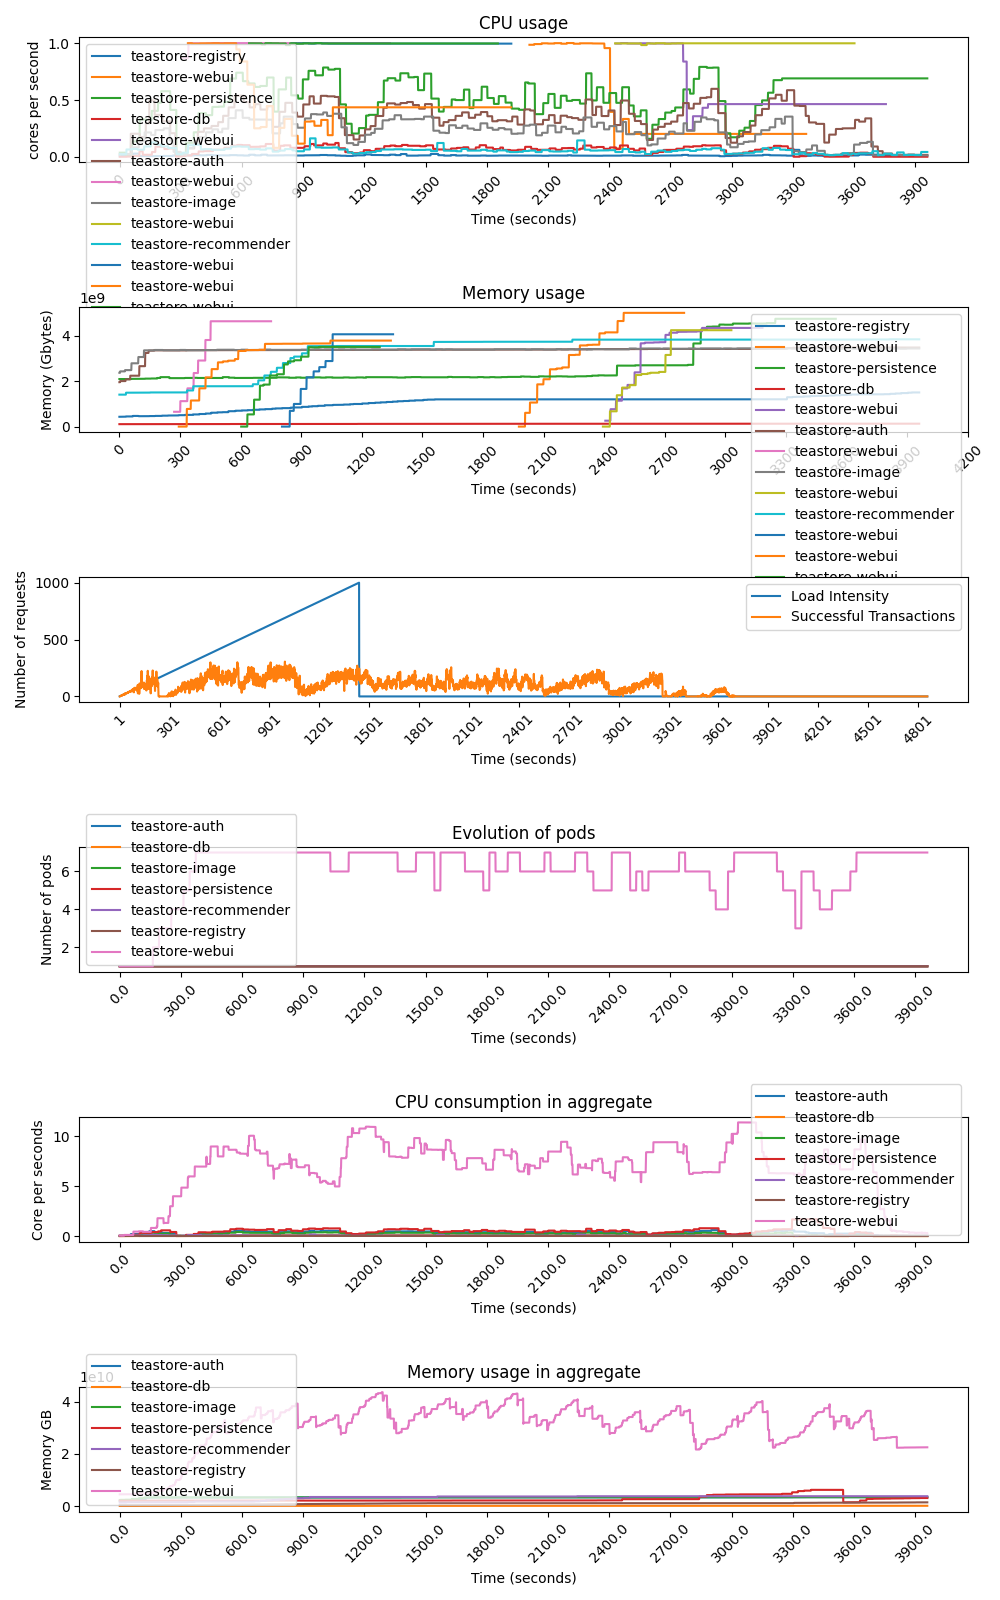 CPU usage
cores per second
1.0
0.5
0.0
teastore-registry
teastore-webui
teastore-persistence
teastore-db
teastore-webui
teastore-auth
teastore-webui
teastore-image
teastore-webui
teastore-recommender
teastore-webui
teastore-webui
teastore-webui
0
300
600
900
1200
1500
1800
2100
2400
2700
3000
3300
3600
3900
Time (seconds)
Memory usage
1e9
Memory (Gbytes)
4
2
0
teastore-registry
teastore-webui
teastore-persistence
teastore-db
teastore-webui
teastore-auth
teastore-webui
teastore-image
teastore-webui
teastore-recommender
teastore-webui
teastore-webui
teastore-webui
0
300
600
900
1200
1500
1800
2100
2400
2700
3000
3300
3600
3900
4200
Time (seconds)
Number of requests
1000
500
0
Load Intensity
Successful Transactions
1
301
601
901
1201
1501
1801
2101
2401
2701
3001
3301
3601
3901
4201
4501
4801
Time (seconds)
Evolution of pods
Number of pods
6
4
2
teastore-auth
teastore-db
teastore-image
teastore-persistence
teastore-recommender
teastore-registry
teastore-webui
0.0
300.0
600.0
900.0
1200.0
1500.0
1800.0
2100.0
2400.0
2700.0
3000.0
3300.0
3600.0
3900.0
Time (seconds)
CPU consumption in aggregate
Core per seconds
10
5
0
teastore-auth
teastore-db
teastore-image
teastore-persistence
teastore-recommender
teastore-registry
teastore-webui
0.0
300.0
600.0
900.0
1200.0
1500.0
1800.0
2100.0
2400.0
2700.0
3000.0
3300.0
3600.0
3900.0
Time (seconds)
Memory usage in aggregate
1e10
Memory GB
4
2
0
teastore-auth
teastore-db
teastore-image
teastore-persistence
teastore-recommender
teastore-registry
teastore-webui
0.0
300.0
600.0
900.0
1200.0
1500.0
1800.0
2100.0
2400.0
2700.0
3000.0
3300.0
3600.0
3900.0
Time (seconds)